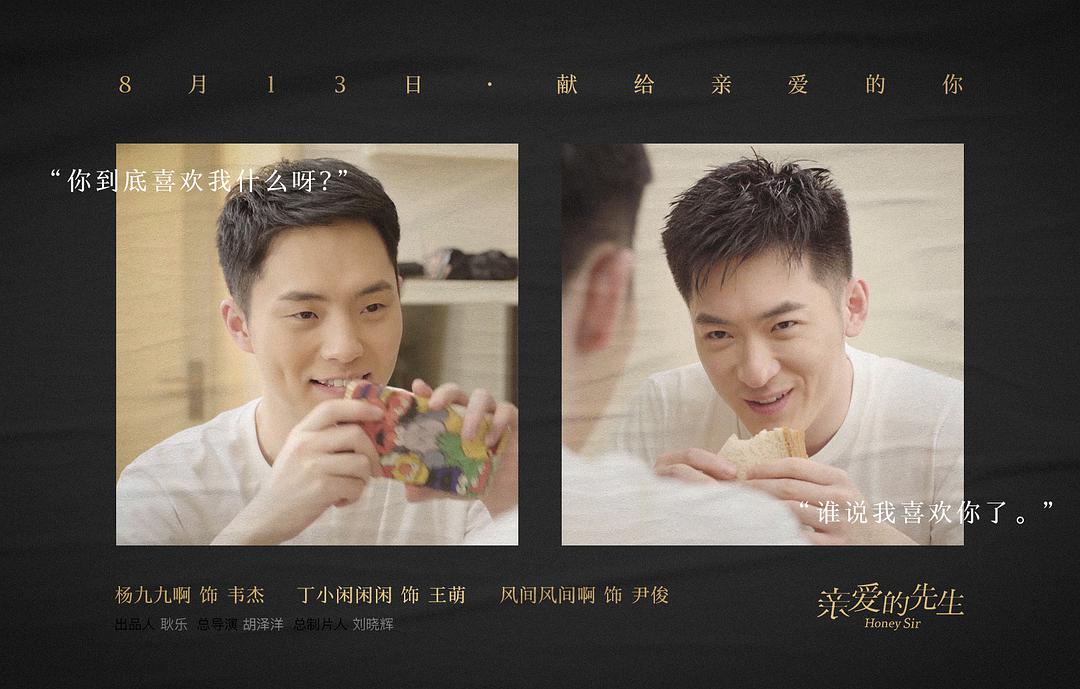 8月13日·献给亲爱的你
“你到底喜欢我什么呀？”
“谁说我喜欢你了。”
杨九九啊 饰 韦杰 丁小闲闲闲 饰 王萌 风间风间啊 饰 尹俊
出品人 耿乐 总导演 胡泽洋 总制片人 刘晓辉
亲爱的先生
Honey Sir